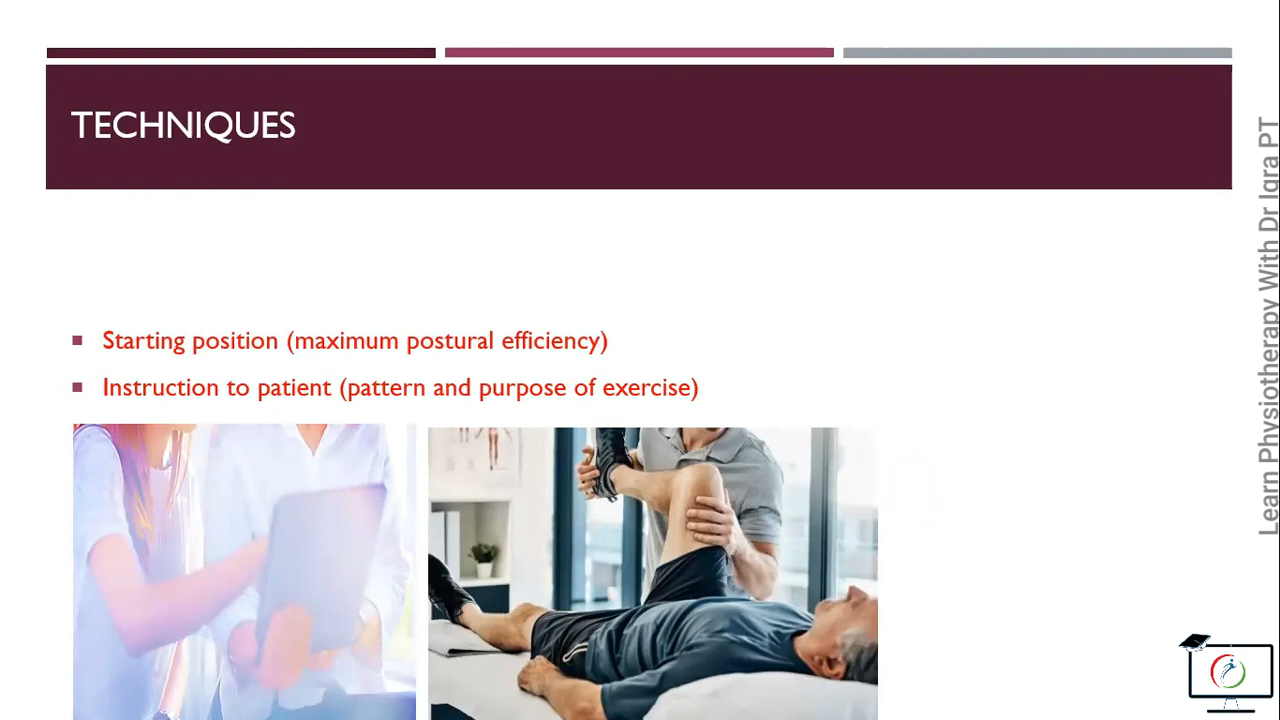 TECHNIQUES
Starting position (maximum postural efficiency)
Instruction to patient (pattern and purpose of exercise)
Learn Physiotherapy With Dr Iqra PT